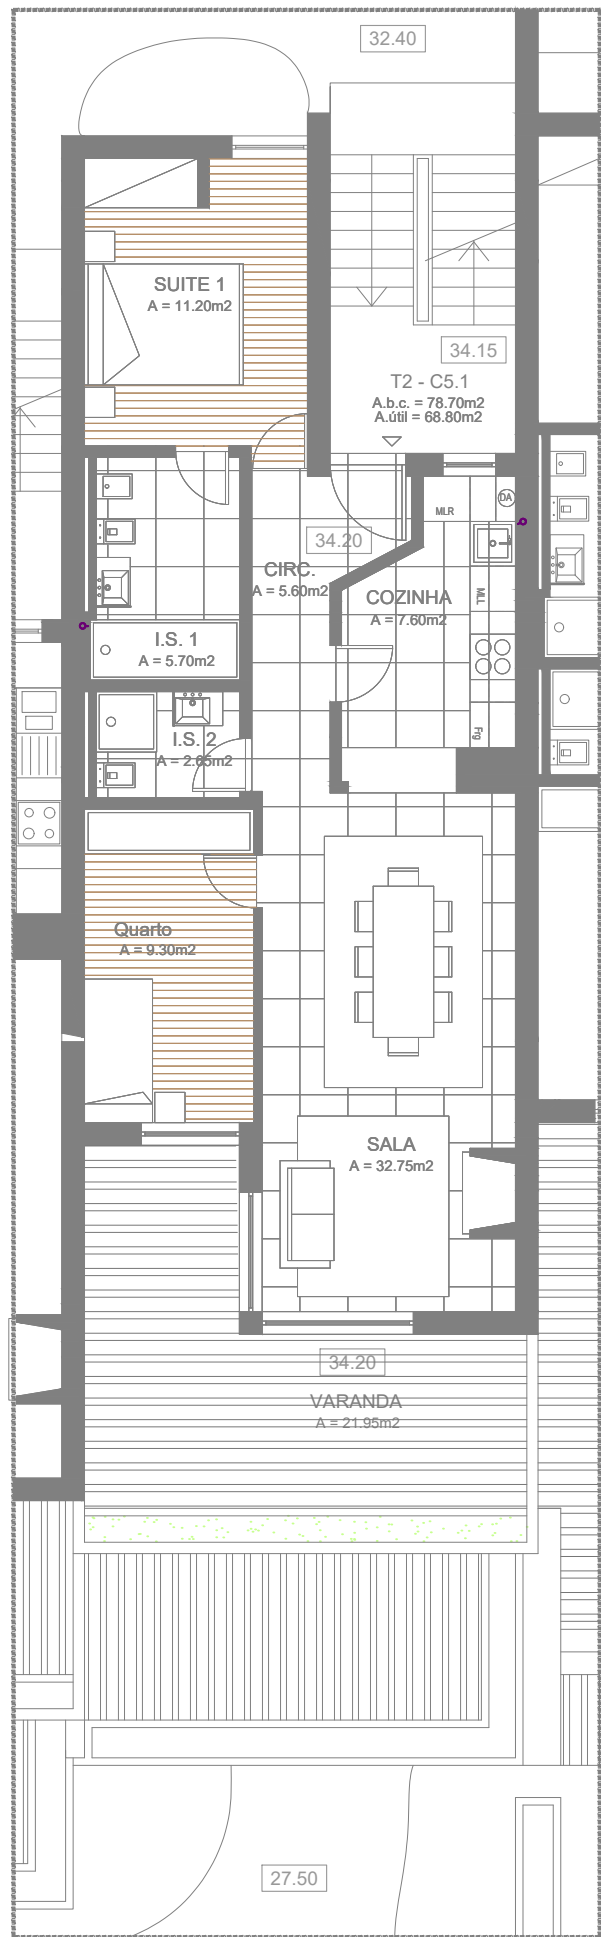 32.40
SUITE 1
A = 11.20m2
34.15
T2 - C5.1
A.b.c. = 78.70m2
A.útil = 68.80m2
DA
MLR
34.20
CIRC.
A = 5.60m2
COZINHA
A = 7.60m2
MLL
I.S. 1
A = 5.70m2
Frg
I.S. 2
A = 2.65m2
Quarto
A = 9.30m2
SALA
A = 32.75m2
34.20
VARANDA
A = 21.95m2
27.50